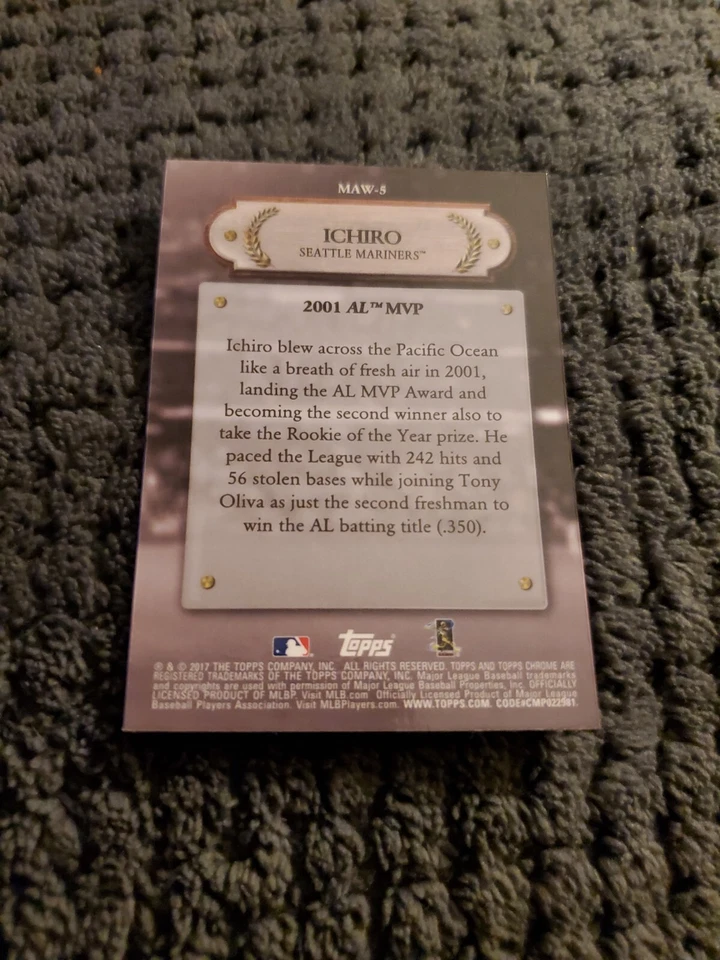 MAW-5
ICHIRO
SEATTLE MARINERS™
2001 AL™ MVP
Ichiro blew across the Pacific Ocean
like a breath of fresh air in 2001,
landing the AL MVP Award and
becoming the second winner also to
take the Rookie of the Year prize. He
paced the League with 242 hits and
56 stolen bases while joining Tony
Oliva as just the second freshman to
win the AL batting title (.350).
topps®
® & © 2017 THE TOPPS COMPANY, INC. ALL RIGHTS RESERVED. TOPPS AND TOPPS CHROME ARE
REGISTERED TRADEMARKS OF THE TOPPS COMPANY, INC. Major League Baseball trademarks
and copyrights are used with permission of Major League Baseball Properties, Inc. OFFICIALLY
LICENSED PRODUCT OF MLBP. Visit MLB.com Officially Licensed Product of Major League
Baseball Players Association. Visit MLBPlayers.com. WWW.TOPPS.COM. CODE#CMP022981.